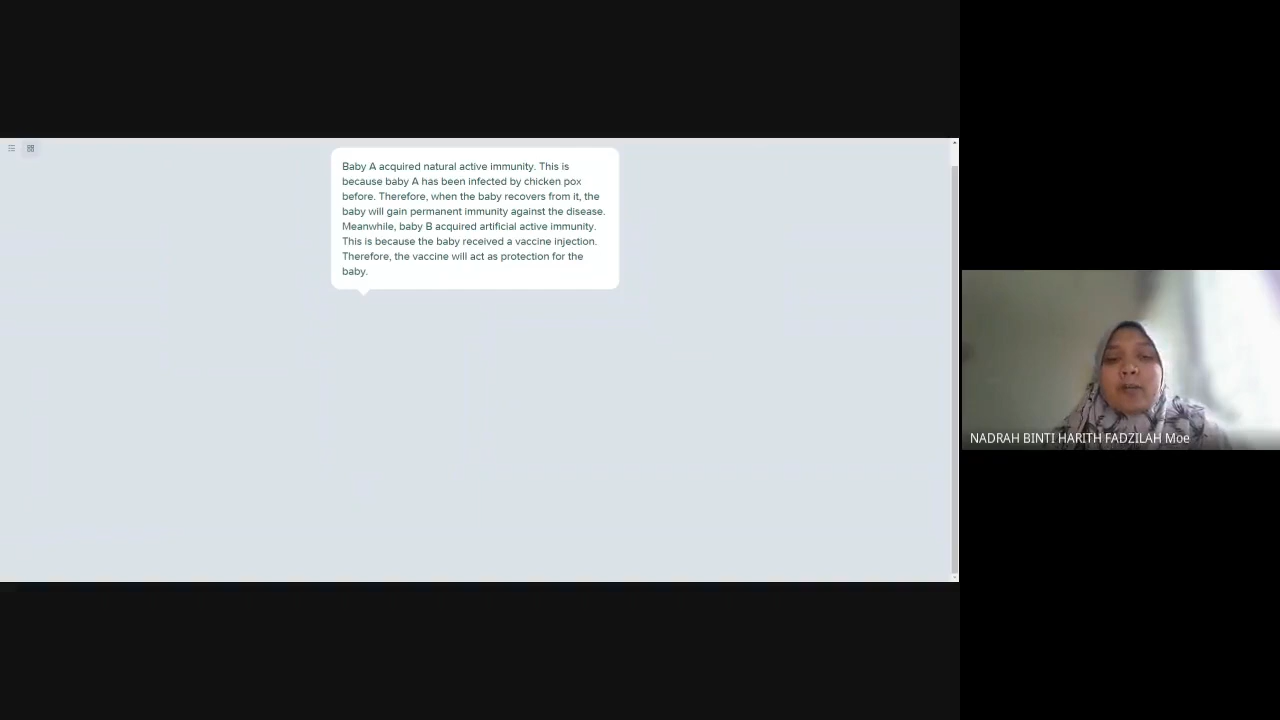 Baby A acquired natural active immunity. This is
because baby A has been infected by chicken pox
before. Therefore, when the baby recovers from it, the
baby will gain permanent immunity against the disease.
Meanwhile, baby B acquired artificial active immunity.
This is because the baby received a vaccine injection.
Therefore, the vaccine will act as protection for the
baby.
NADRAH BINTI HARITH FADZILAH Moe